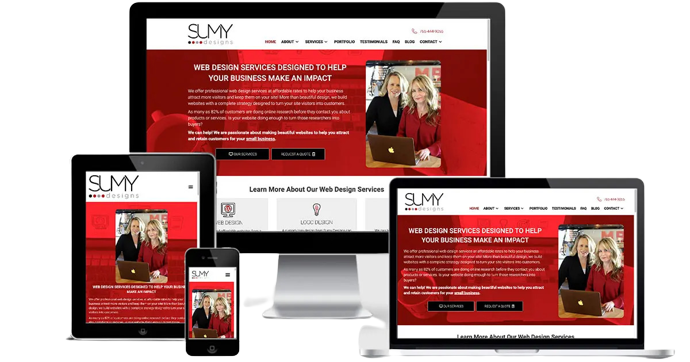 SUMY
designs
765-444-9266
HOME ABOUT SERVICES PORTFOLIO TESTIMONIALS FAQ BLOG CONTACT
WEB DESIGN SERVICES DESIGNED TO HELP
YOUR BUSINESS MAKE AN IMPACT
We offer professional web design services at affordable rates to help your business
attract more visitors and keep them on your site! More than beautiful design, we build
websites with a complete strategy designed to turn your site visitors into customers.
As many as 82% of customers are doing online research before they contact you about
products or services. Is your website doing enough to turn those researchers into
buyers?
We can help! We are passionate about making beautiful websites to help you attract
and retain customers for your small business.
OUR SERVICES REQUEST A QUOTE
Learn More About Our Web Design Services
WEB DESIGN LOGO DESIGN
SUMY
designs
WEB DESIGN SERVICES DESIGNED TO HELP YOUR BUSINESS
MAKE AN IMPACT
SUMY
SUMY
designs
HOME ABOUT SERVICES PORTFOLIO TESTIMONIALS FAQ BLOG CONTACT
WEB DESIGN SERVICES DESIGNED TO HELP
YOUR BUSINESS MAKE AN IMPACT
We offer professional web design services at affordable rates to help your business
attract more visitors and keep them on your site! More than beautiful design, we build
websites with a complete strategy designed to turn your site visitors into customers.
As many as 82% of customers are doing online research before they contact you about
products or services. Is your website doing enough to turn those researchers into
buyers?
We can help! We are passionate about making beautiful websites to help you attract
and retain customers for your small business.
OUR SERVICES REQUEST A QUOTE
Learn More About Our Web Design Services